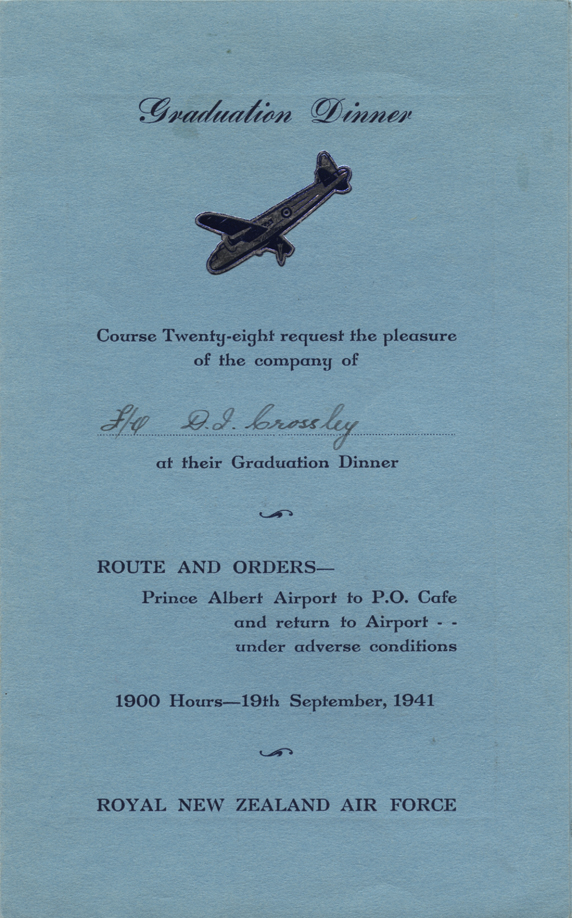 Graduation Dinner
Course Twenty-eight request the pleasure
of the company of
F/O D.I. Crossley
at their Graduation Dinner
ROUTE AND ORDERS—
Prince Albert Airport to P.O. Cafe
and return to Airport - -
under adverse conditions
1900 Hours—19th September, 1941
ROYAL NEW ZEALAND AIR FORCE